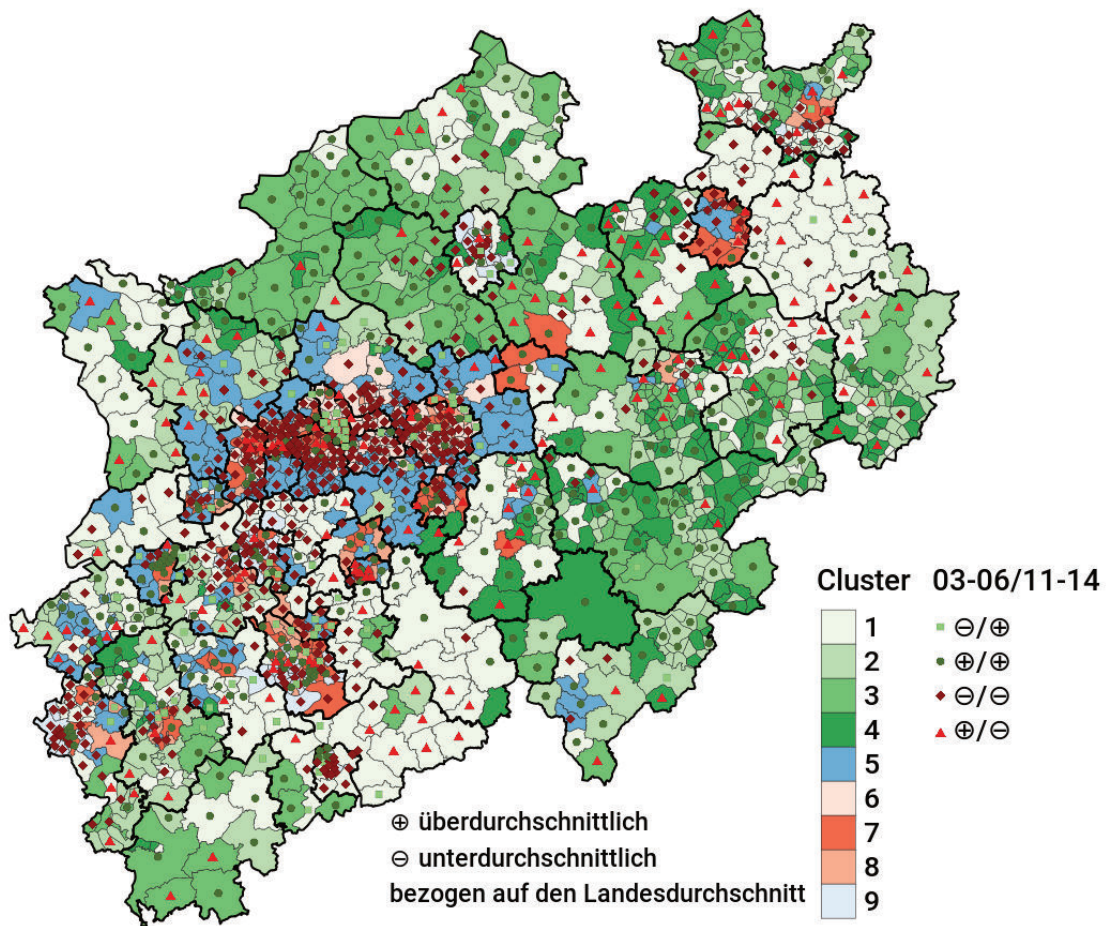 Cluster 03-06/11-14
1 ⊖/⊕
2 ⊕/⊕
3 ⊖/⊖
4 ⊕/⊖
5
6
7
8
9
⊕ überdurchschnittlich
⊖ unterdurchschnittlich
bezogen auf den Landesdurchschnitt